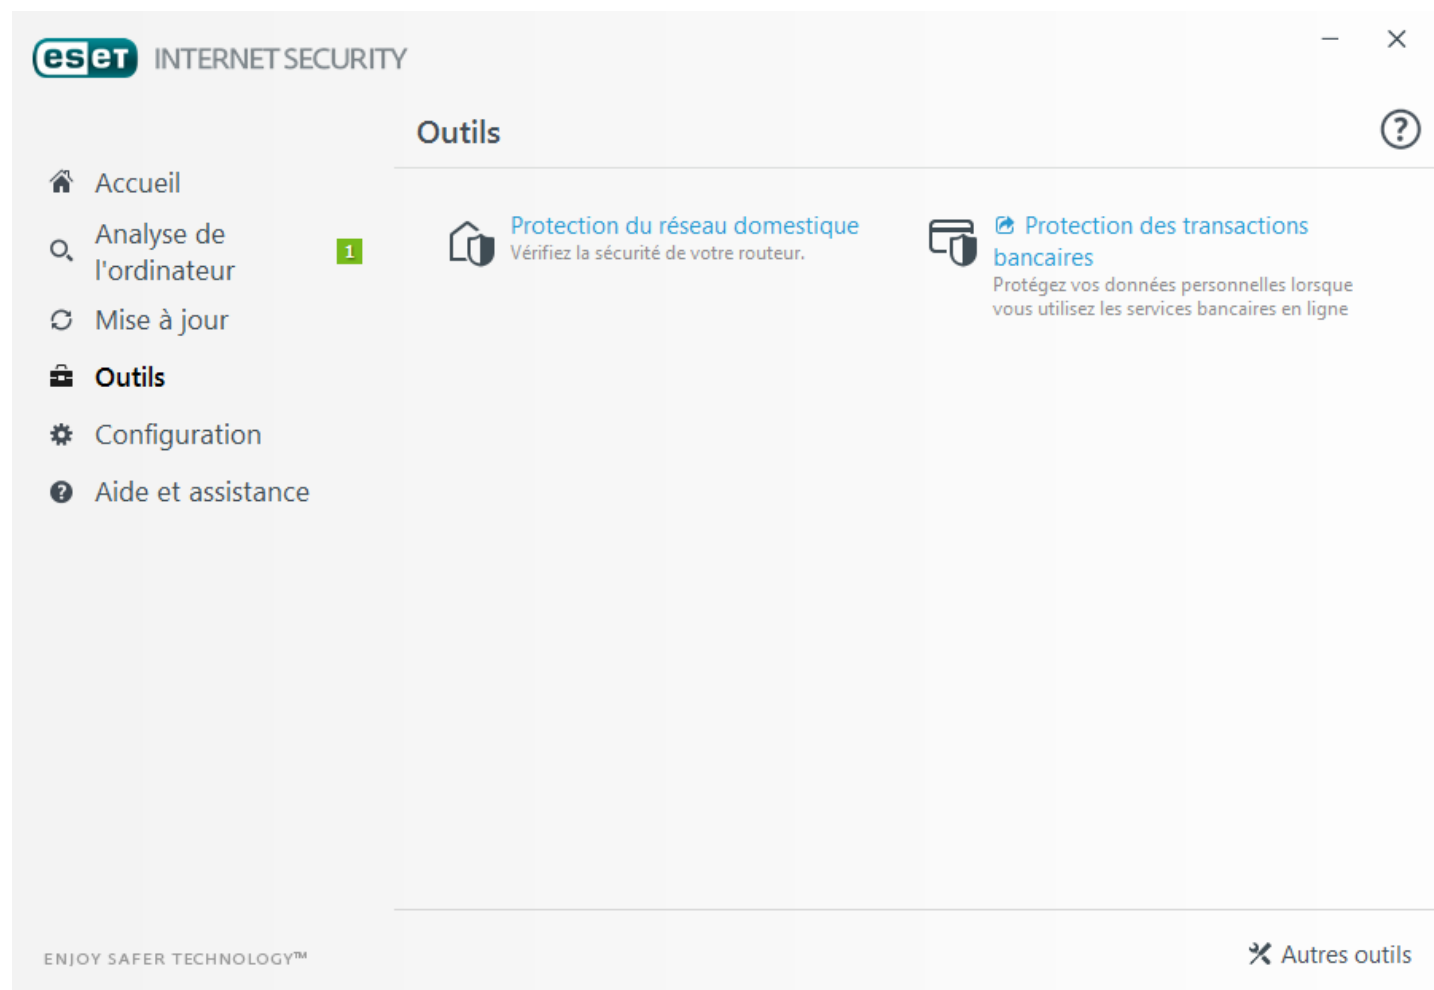 eset INTERNET SECURITY
Outils
?
Accueil
Analyse de
l'ordinateur
1
Mise à jour
Outils
Configuration
Aide et assistance
Protection du réseau domestique
Vérifiez la sécurité de votre routeur.
Protection des transactions
bancaires
Protégez vos données personnelles lorsque
vous utilisez les services bancaires en ligne
ENJOY SAFER TECHNOLOGY™
Autres outils